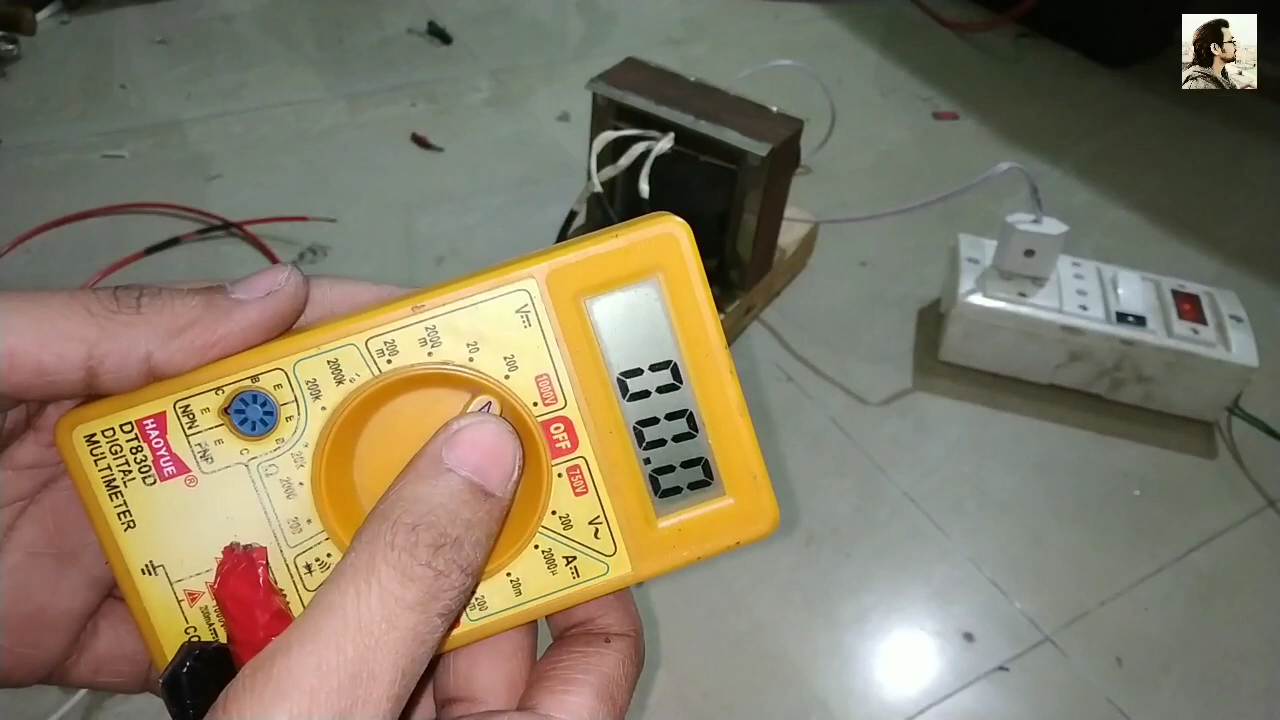 HAOYUE
®
DT830D
DIGITAL
MULTIMETER
V⎓
200
m
2000
m
20
200
1000V
OFF
750V
200
V~
A⎓
2000µ
20m
200
m
2000k
200k
20k
2000
200
Ω
NPN
PNP
E
B
C
E
E
B
C
E
00.0